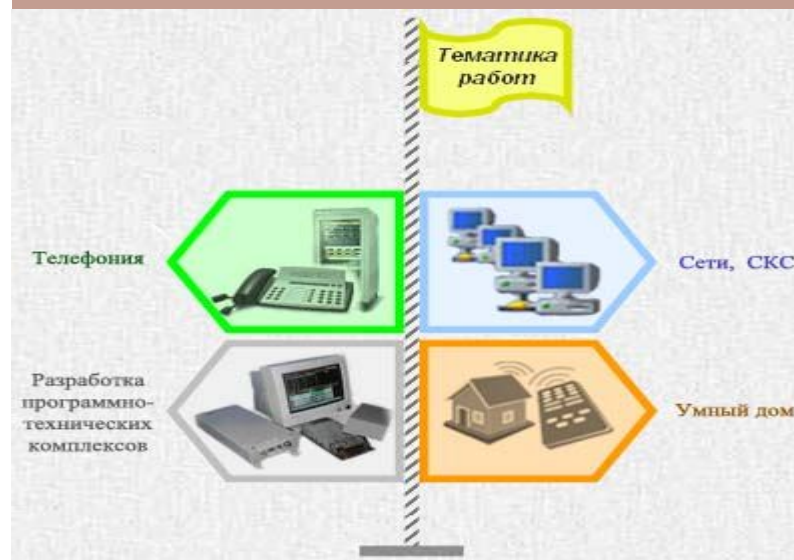 Тематика
работ
Телефония
Сети, СКС
Разработка
программно-
технических
комплексов
Умный дом